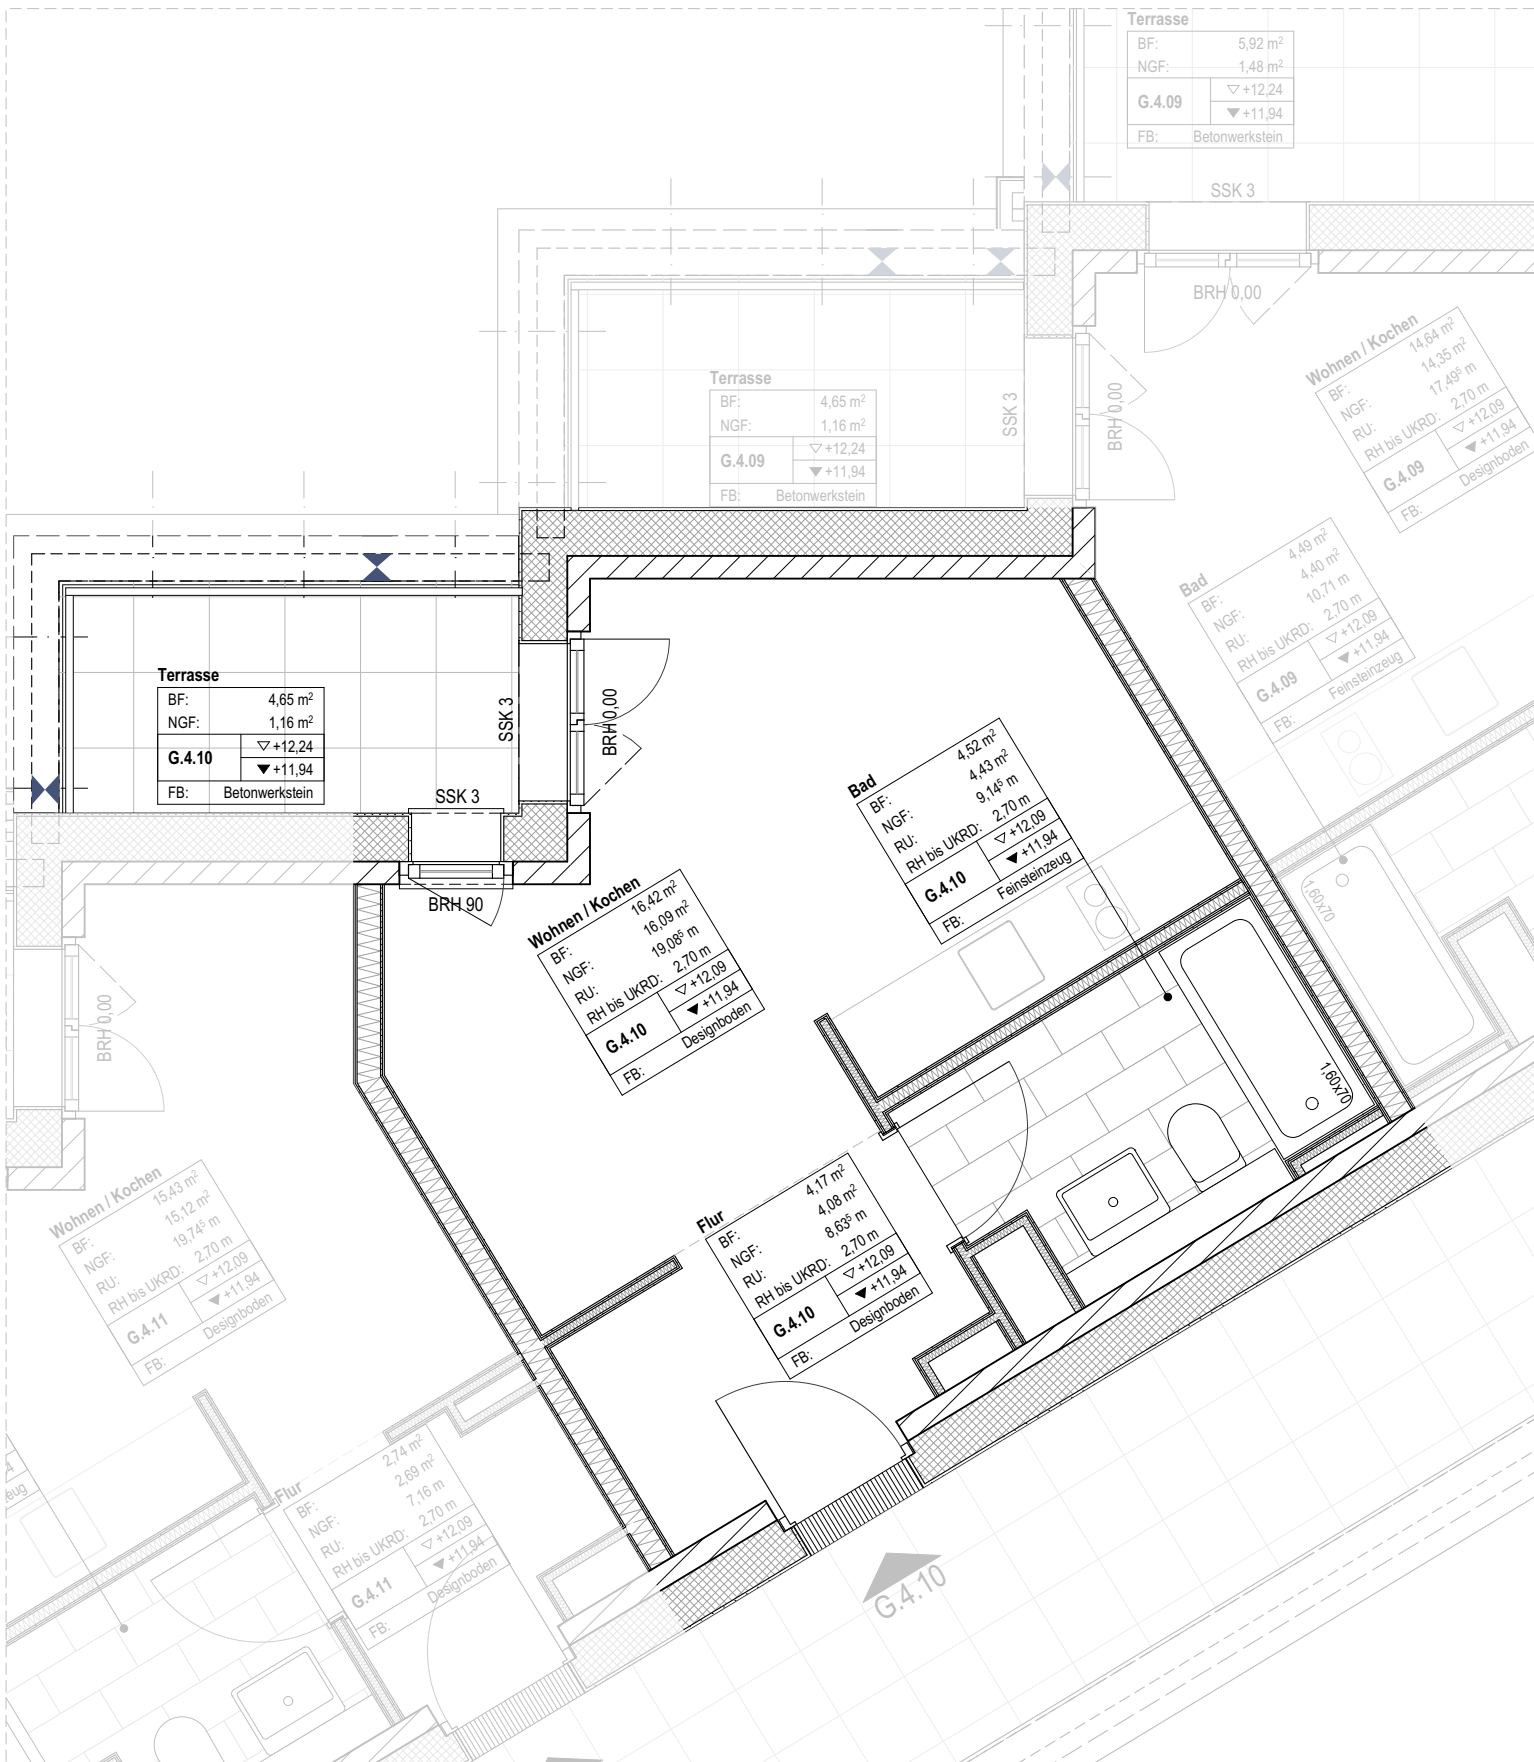 Terrasse
BF: 5,92 m²
NGF: 1,48 m²
G.4.09 ▽ +12,24
▼ +11,94
FB: Betonwerkstein
SSK 3
BRH 0,00
Wohnen / Kochen
BF: 14,64 m²
NGF: 14,35 m²
RU: 17,49⁵ m
RH bis UKRD: 2,70 m
G.4.09 ▽ +12,09
▼ +11,94
FB: Designboden
Terrasse
BF: 4,65 m²
NGF: 1,16 m²
G.4.09 ▽ +12,24
▼ +11,94
FB: Betonwerkstein
SSK 3
BRH 0,00
Bad
BF: 4,49 m²
NGF: 4,40 m²
RU: 10,71 m
RH bis UKRD: 2,70 m
G.4.09 ▽ +12,09
▼ +11,94
FB: Feinsteinzeug
Terrasse
BF: 4,65 m²
NGF: 1,16 m²
G.4.10 ▽ +12,24
▼ +11,94
FB: Betonwerkstein
SSK 3
BRH 0,00
SSK 3
BRH 90
Bad
BF: 4,52 m²
NGF: 4,43 m²
RU: 9,14⁵ m
RH bis UKRD: 2,70 m
G.4.10 ▽ +12,09
▼ +11,94
FB: Feinsteinzeug
Wohnen / Kochen
BF: 16,42 m²
NGF: 16,09 m²
RU: 19,08⁵ m
RH bis UKRD: 2,70 m
G.4.10 ▽ +12,09
▼ +11,94
FB: Designboden
1,60x70
1,60x70
BRH 0,00
Flur
BF: 4,17 m²
NGF: 4,08 m²
RU: 8,63⁵ m
RH bis UKRD: 2,70 m
G.4.10 ▽ +12,09
▼ +11,94
FB: Designboden
Wohnen / Kochen
BF: 15,43 m²
NGF: 15,12 m²
RU: 19,74⁵ m
RH bis UKRD: 2,70 m
G.4.11 ▽ +12,09
▼ +11,94
FB: Designboden
Flur
BF: 2,74 m²
NGF: 2,69 m²
RU: 7,16 m
RH bis UKRD: 2,70 m
G.4.11 ▽ +12,09
▼ +11,94
FB: Designboden
G.4.10